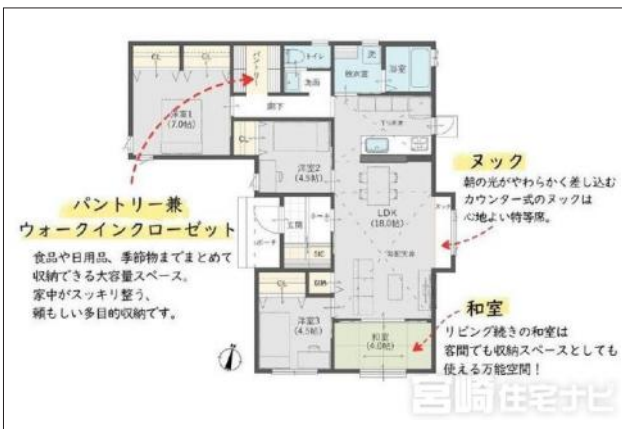 CL
CL
パントリー
トイレ
洗面
洗
脱衣室
浴室
洋室1
(7.0帖)
廊下
CL
洋室2
(4.5帖)
ヌック
朝の光がやわらかく差し込む
カウンター式のヌックは
心地よい特等席。
パントリー兼
ウォークインクローゼット
食品や日用品、季節物までまとめて
収納できる大容量スペース。
家中がスッキリ整う、
頼もしい多目的収納です。
玄関
ホール
ポーチ
SIC
LDK
(18.0帖)
CL
収納
洋室3
(4.5帖)
和室
(4.0帖)
和室
リビング続きの和室は
客間でも収納スペースとしても
使える万能空間！
宮崎住宅ナビ